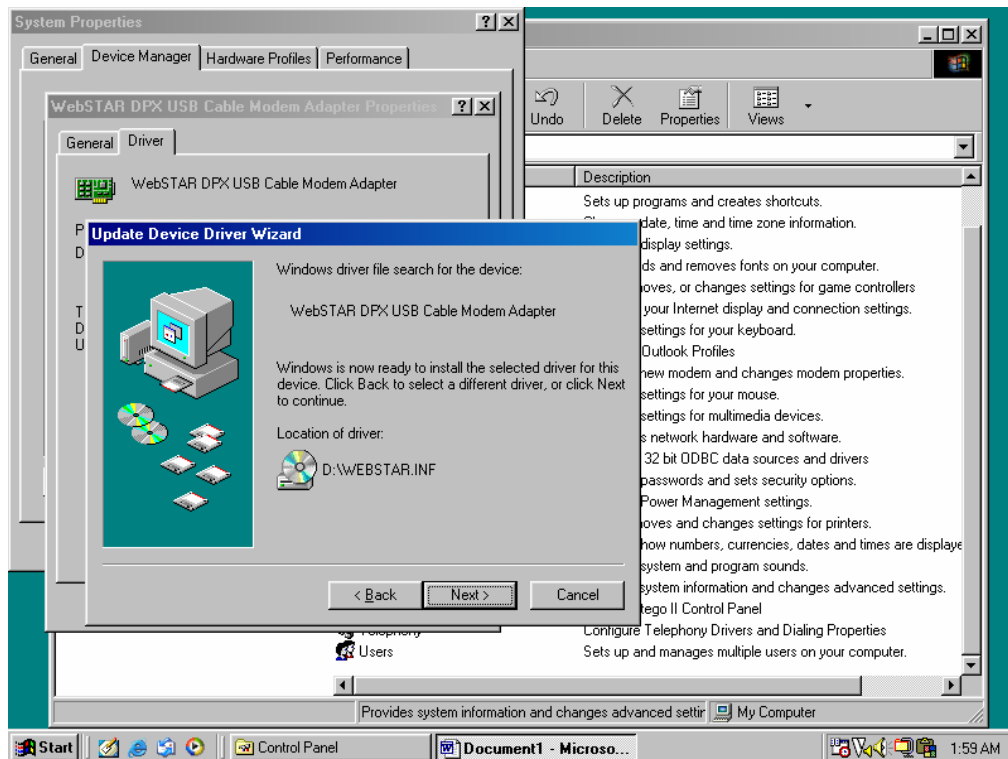 System Properties
General Device Manager Hardware Profiles Performance
WebSTAR DPX USB Cable Modem Adapter Properties
General Driver
WebSTAR DPX USB Cable Modem Adapter
P
D
T
D
U
Update Device Driver Wizard
Windows driver file search for the device:
WebSTAR DPX USB Cable Modem Adapter
Windows is now ready to install the selected driver for this
device. Click Back to select a different driver, or click Next
to continue.
Location of driver:
D:\WEBSTAR.INF
< Back Next > Cancel
Undo Delete Properties Views
Description
Sets up programs and creates shortcuts.
date, time and time zone information.
display settings.
ds and removes fonts on your computer.
oves, or changes settings for game controllers
your Internet display and connection settings.
settings for your keyboard.
Outlook Profiles
new modem and changes modem properties.
settings for your mouse.
settings for multimedia devices.
s network hardware and software.
32 bit ODBC data sources and drivers
passwords and sets security options.
Power Management settings.
oves and changes settings for printers.
how numbers, currencies, dates and times are displaye
system and program sounds.
system information and changes advanced settings.
tego II Control Panel
Telephony Configure Telephony Drivers and Dialing Properties
Users Sets up and manages multiple users on your computer.
Provides system information and changes advanced settir My Computer
Start Control Panel Document1 - Microso... 1:59 AM